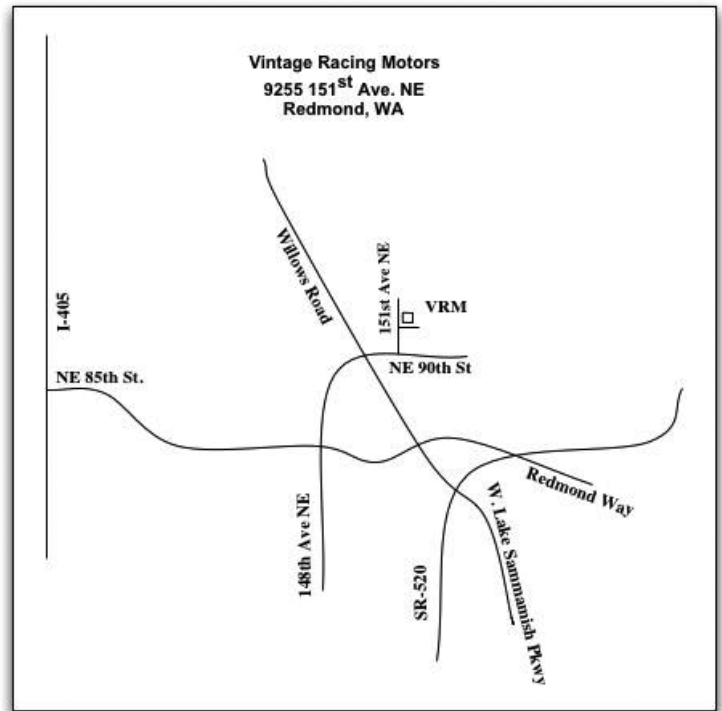 Vintage Racing Motors
9255 151st Ave. NE
Redmond, WA
Willows Road
151st Ave NE
VRM
I-405
NE 90th St
NE 85th St.
Redmond Way
148th Ave NE
W. Lake Sammamish Pkwy
SR-520